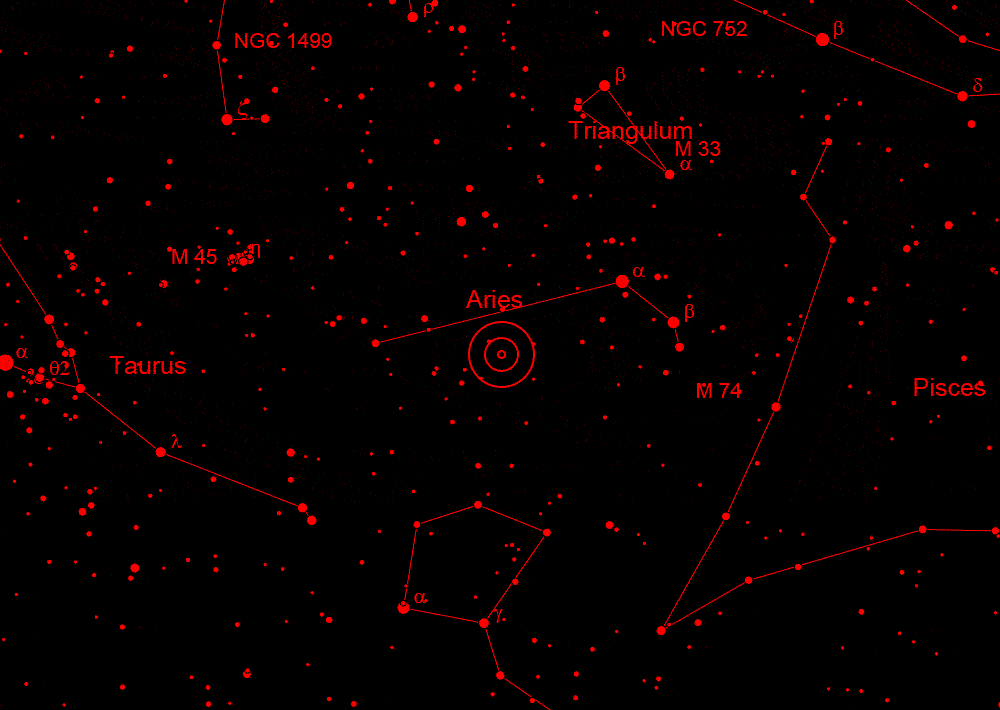 ρ
NGC 1499
NGC 752
β
β
δ
ζ
Triangulum
M 33
α
M 45
η
α
Aries
β
α
θ2
Taurus
M 74
Pisces
λ
α
γ